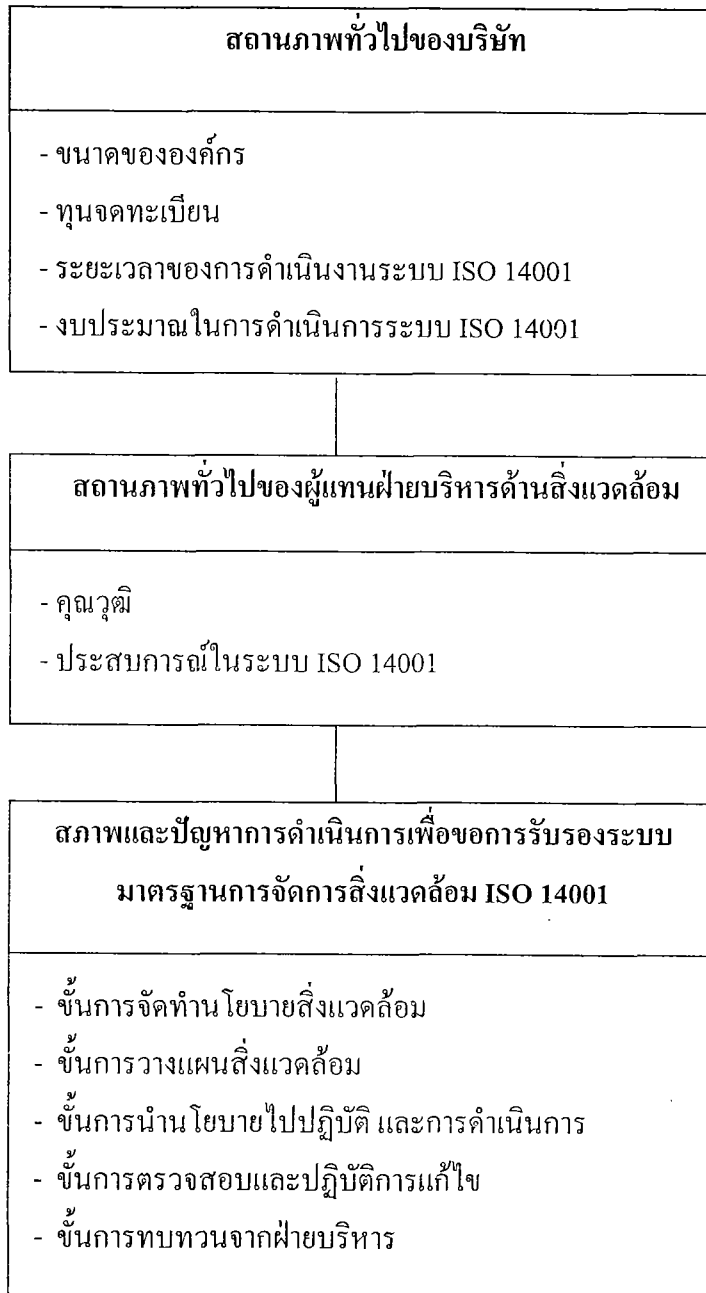 สถานภาพทั่วไปของบริษัท
- ขนาดขององค์กร
- ทุนจดทะเบียน
- ระยะเวลาของการดำเนินงานระบบ ISO 14001
- งบประมาณในการดำเนินการระบบ ISO 14001
สถานภาพทั่วไปของผู้แทนฝ่ายบริหารด้านสิ่งแวดล้อม
- คุณวุฒิ
- ประสบการณ์ในระบบ ISO 14001
สภาพและปัญหาการดำเนินการเพื่อขอการรับรองระบบ
มาตรฐานการจัดการสิ่งแวดล้อม ISO 14001
- ขั้นการจัดทำนโยบายสิ่งแวดล้อม
- ขั้นการวางแผนสิ่งแวดล้อม
- ขั้นการนำนโยบายไปปฏิบัติ และการดำเนินการ
- ขั้นการตรวจสอบและปฏิบัติการแก้ไข
- ขั้นการทบทวนจากฝ่ายบริหาร